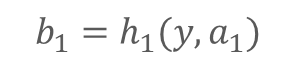 b₁ = h₁(y, a₁)